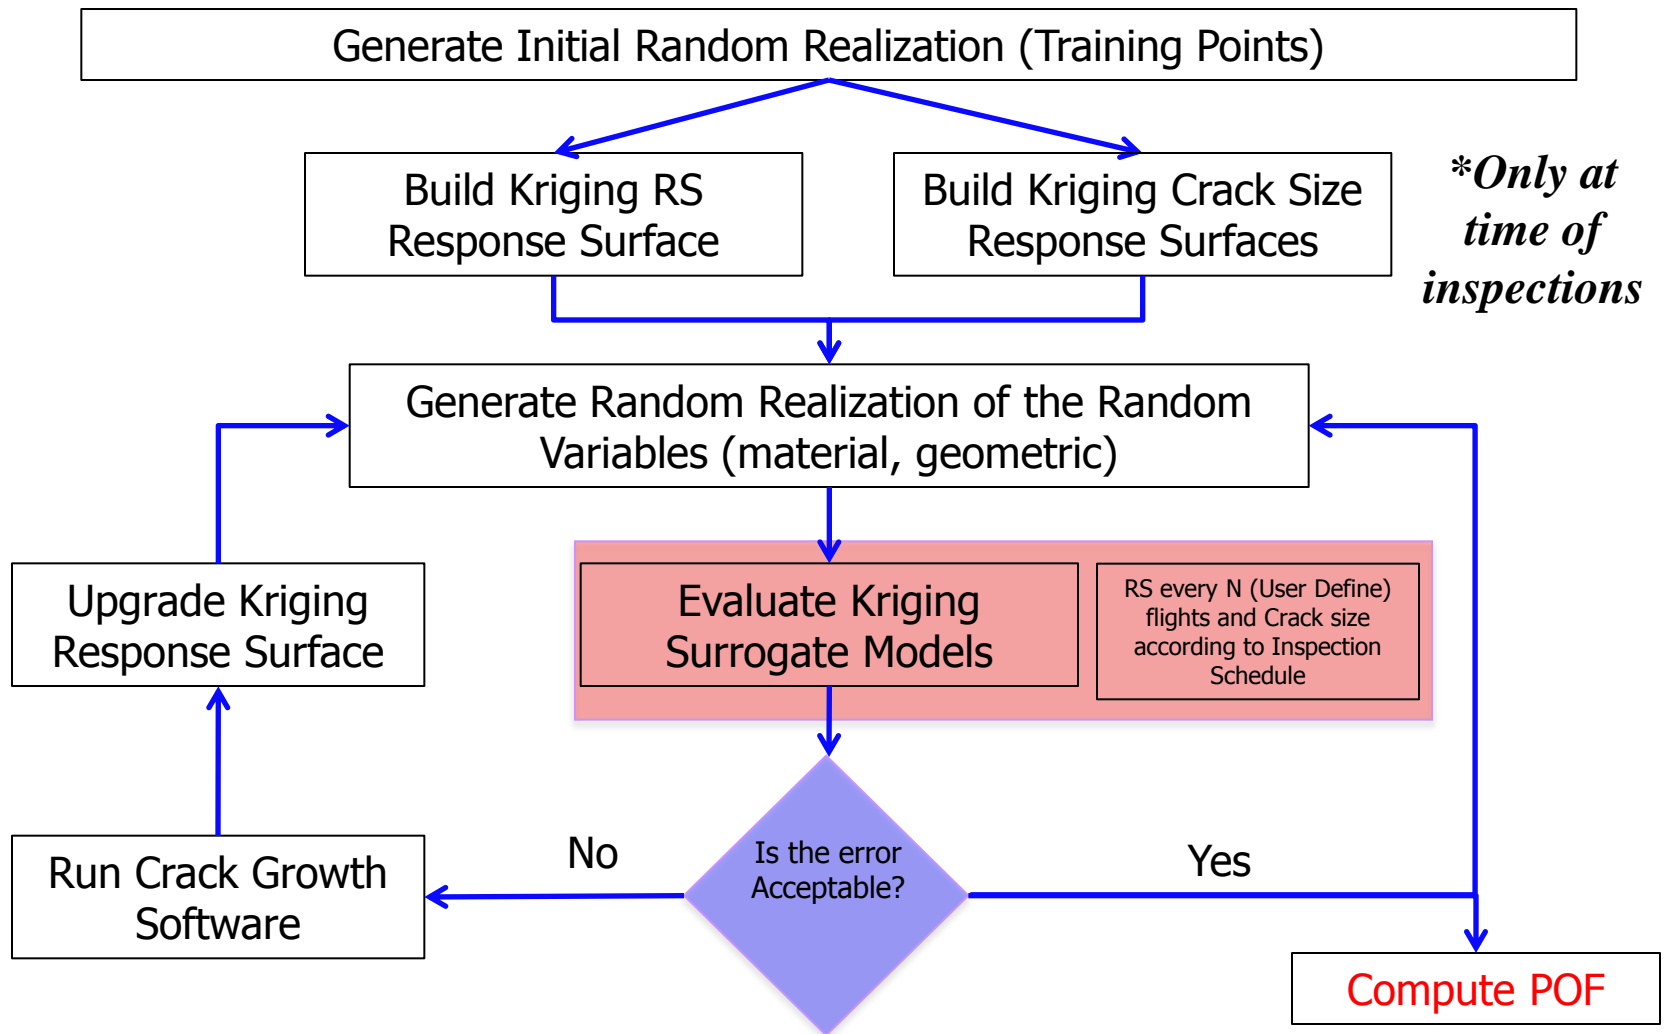 Generate Initial Random Realization (Training Points)
Build Kriging RS
Response Surface
Build Kriging Crack Size
Response Surfaces
*Only at
time of
inspections
Generate Random Realization of the Random
Variables (material, geometric)
Upgrade Kriging
Response Surface
Evaluate Kriging
Surrogate Models
RS every N (User Define)
flights and Crack size
according to Inspection
Schedule
Run Crack Growth
Software
No
Is the error
Acceptable?
Yes
Compute POF